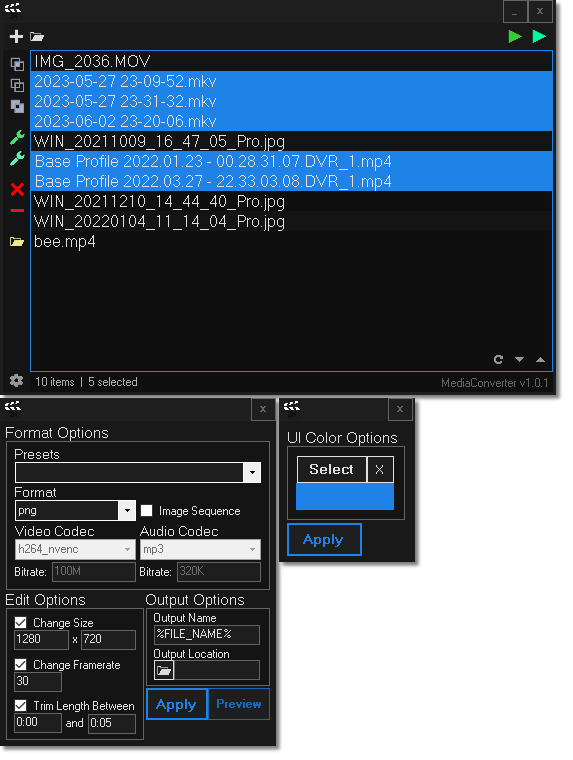 _ x
IMG_2036.MOV
2023-05-27 23-09-52.mkv
2023-05-27 23-31-32.mkv
2023-06-02 23-20-06.mkv
WIN_20211009_16_47_05_Pro.jpg
Base Profile 2022.01.23 - 00.28.31.07.DVR_1.mp4
Base Profile 2022.03.27 - 22.33.03.08.DVR_1.mp4
WIN_20211210_14_44_40_Pro.jpg
WIN_20220104_11_14_04_Pro.jpg
bee.mp4
10 items | 5 selected
MediaConverter v1.0.1
x
Format Options
Presets
Format
png
Image Sequence
Video Codec Audio Codec
h264_nvenc mp3
Bitrate: 100M Bitrate: 320K
Edit Options
Change Size
1280 x 720
Change Framerate
30
Trim Length Between
0:00 and 0:05
Output Options
Output Name
%FILE_NAME%
Output Location
Apply Preview
x
UI Color Options
Select X
Apply